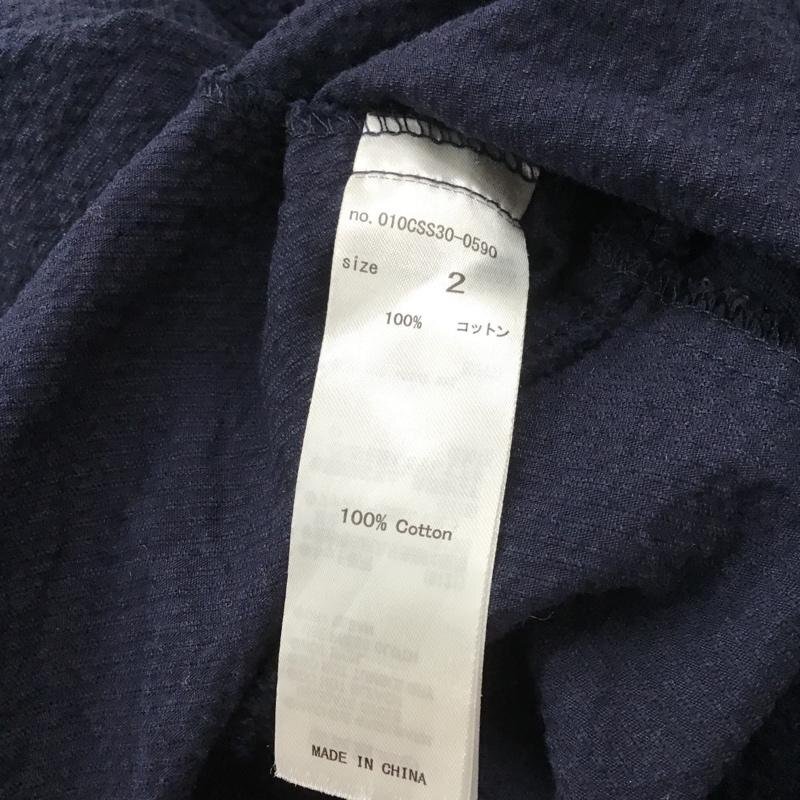 no. 010CSS30-0590
size 2
100% コットン
100% Cotton
MADE IN CHINA